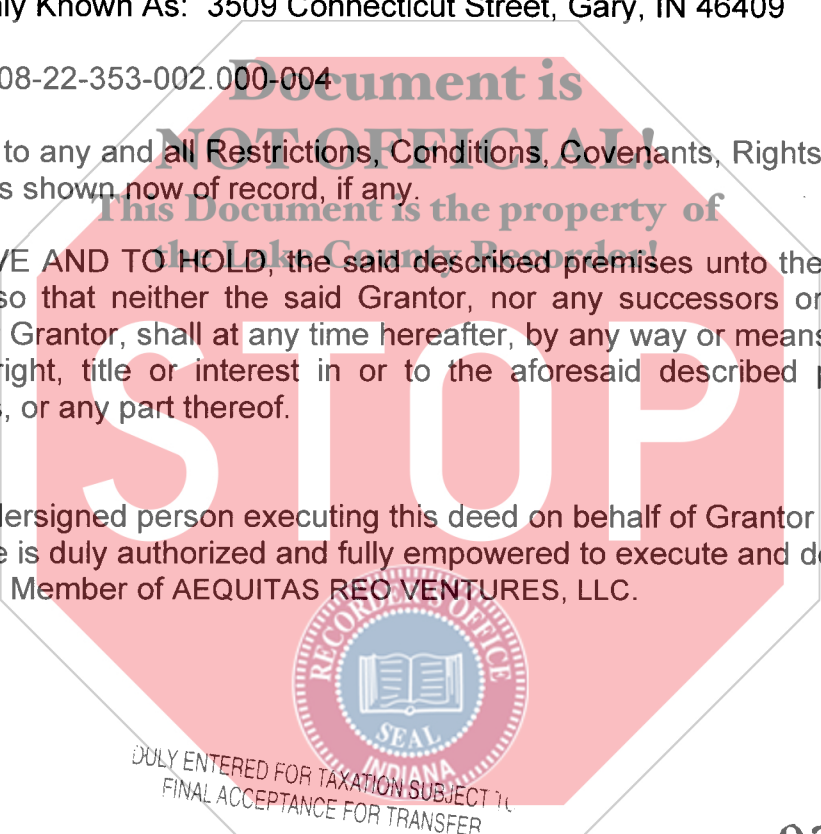 ly Known As: 3509 Connecticut Street, Gary, IN 46409
08-22-353-002.000-004
Document is
to any and all Restrictions, Conditions, Covenants, Rights
NOT OFFICIAL!
s shown now of record, if any.
This Document is the property of
the Lake County Recorder!
VE AND TO HOLD, the said described premises unto the
so that neither the said Grantor, nor any successors or
Grantor, shall at any time hereafter, by any way or means
right, title or interest in or to the aforesaid described
, or any part thereof.
STOP
dersigned person executing this deed on behalf of Grantor
e is duly authorized and fully empowered to execute and d
Member of AEQUITAS REO VENTURES, LLC.
RECORDER'S OFFICE
SEAL
INDIANA
DULY ENTERED FOR TAXATION SUBJECT TO
FINAL ACCEPTANCE FOR TRANSFER